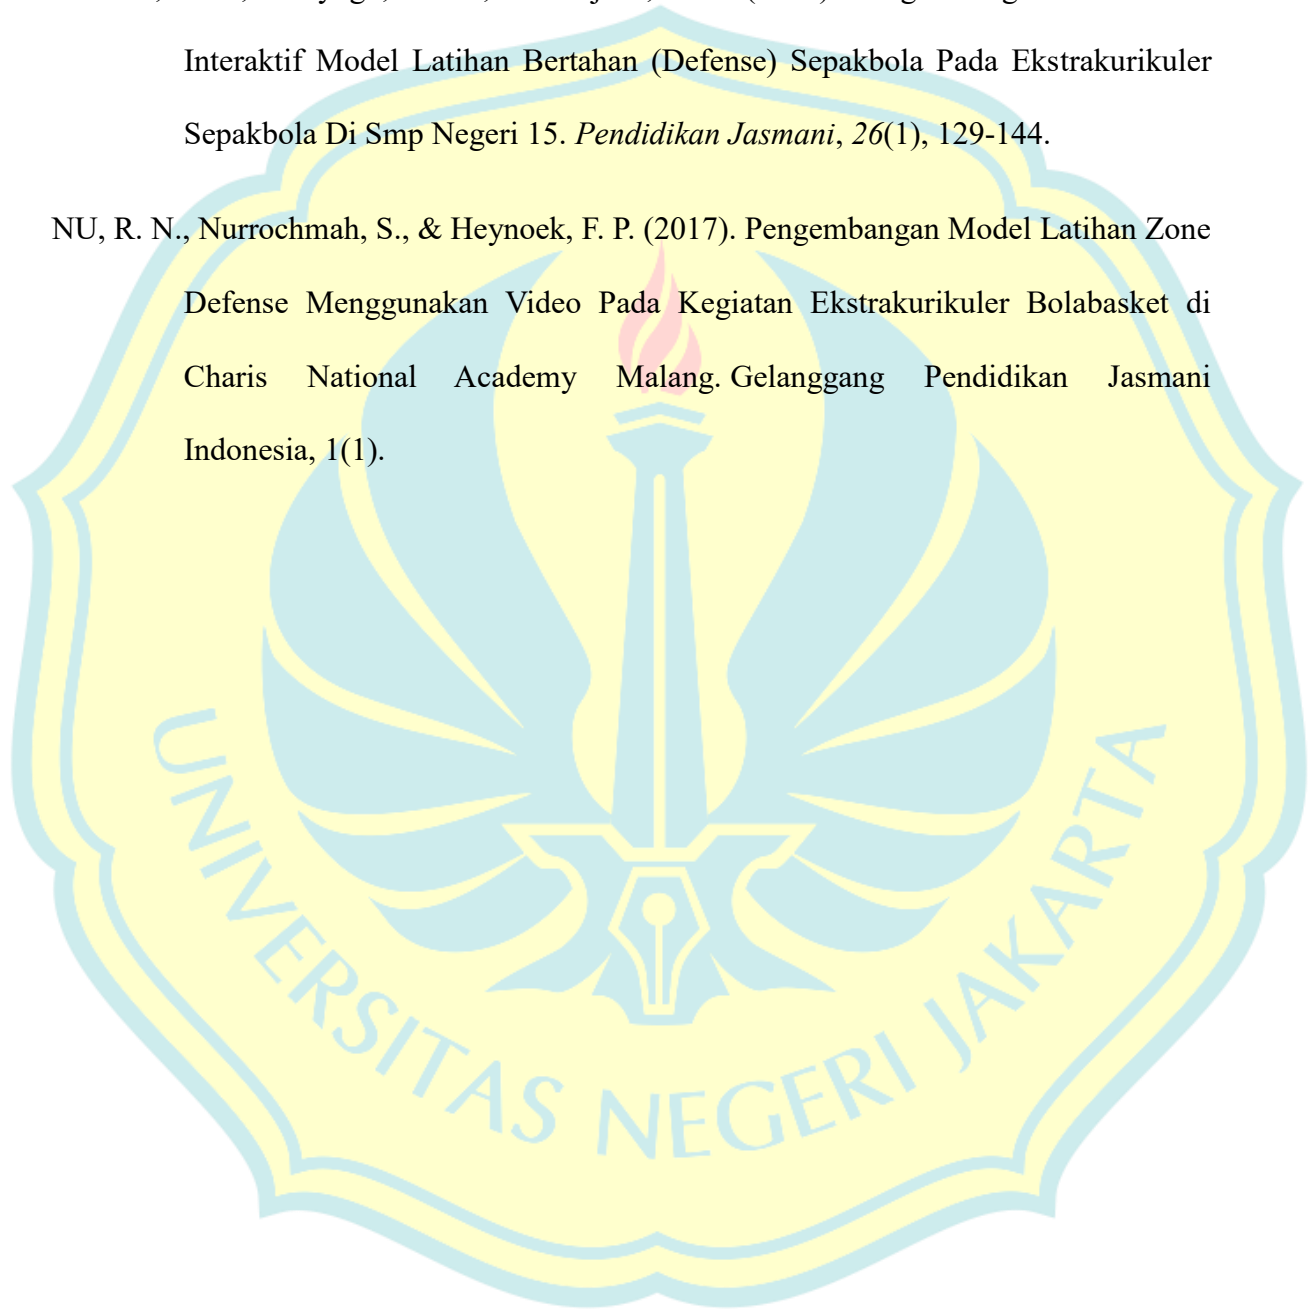 Interaktif Model Latihan Bertahan (Defense) Sepakbola Pada Ekstrakurikuler
Sepakbola Di Smp Negeri 15. Pendidikan Jasmani, 26(1), 129-144.
NU, R. N., Nurrochmah, S., & Heynoek, F. P. (2017). Pengembangan Model Latihan Zone
Defense Menggunakan Video Pada Kegiatan Ekstrakurikuler Bolabasket di
Charis National Academy Malang. Gelanggang Pendidikan Jasmani
Indonesia, 1(1).
UNIVERSITAS NEGERI JAKARTA